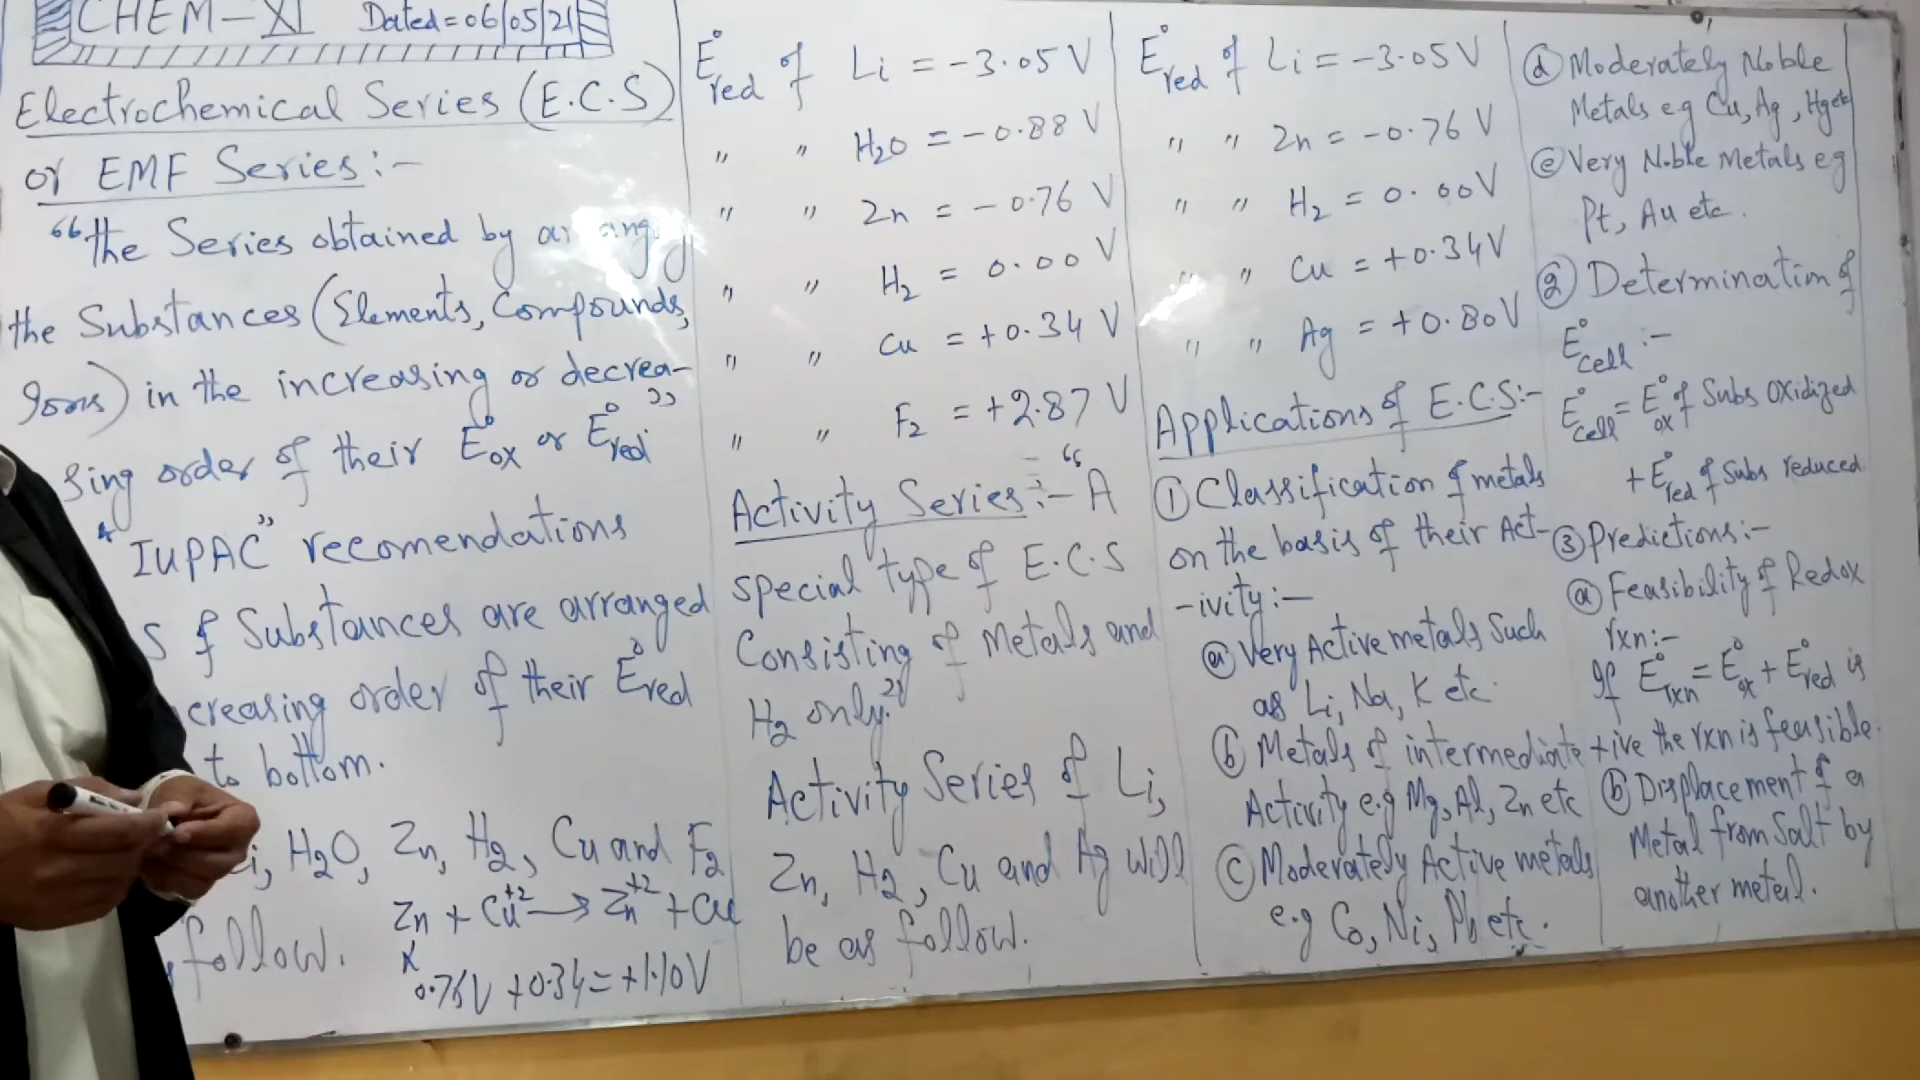 CHEM-XI Dated=06/05/21
Electrochemical Series (E.C.S)
or EMF Series:-
"the Series obtained by
the Substances (Elements, Compounds,
Ions) in the increasing or decrea-
sing order of their E°ox or E°red"
"IUPAC" recomendations
S of Substances are arranged
creasing order of their E°red
to bottom.
i, H2O, Zn, H2, Cu and F2
Zn + Cu+2 → Zn+2 + Cu
follow.
0.76V +0.34=+1.10V
E°red of Li = -3.05 V
" " H2O = -0.88 V
" " Zn = -0.76 V
" " H2 = 0.00 V
" " Cu = +0.34 V
" " F2 = +2.87 V
Activity Series:- "A
special type of E.C.S
Consisting of Metals and
H2 only."
Activity Series of Li,
Zn, H2, Cu and Ag will
be as follow.
E°red of Li = -3.05 V
" " Zn = -0.76 V
" " H2 = 0.00 V
" " Cu = +0.34V
" " Ag = +0.80V
Applications of E.C.S:-
① Classification of metals
on the basis of their Act-
-ivity:-
ⓐ Very Active metals Such
as Li, Na, K etc.
ⓑ Metals of intermediate
Activity e.g Mg, Al, Zn etc
ⓒ Moderately Active metals
e.g Co, Ni, Pb etc.
ⓓ Moderately Noble
Metals eg Cu, Ag, Hg etc
ⓔ Very Noble Metals eg
Pt, Au etc.
② Determination of
E°cell :-
E°cell = E°ox of Subs Oxidized
+ E°red of Subs reduced
③ Predictions:-
ⓐ Feasibility of Redox
rxn:-
If E°rxn = E°ox + E°red is
+ive the rxn is feasible.
ⓑ Displacement of a
Metal from Salt by
another metal.